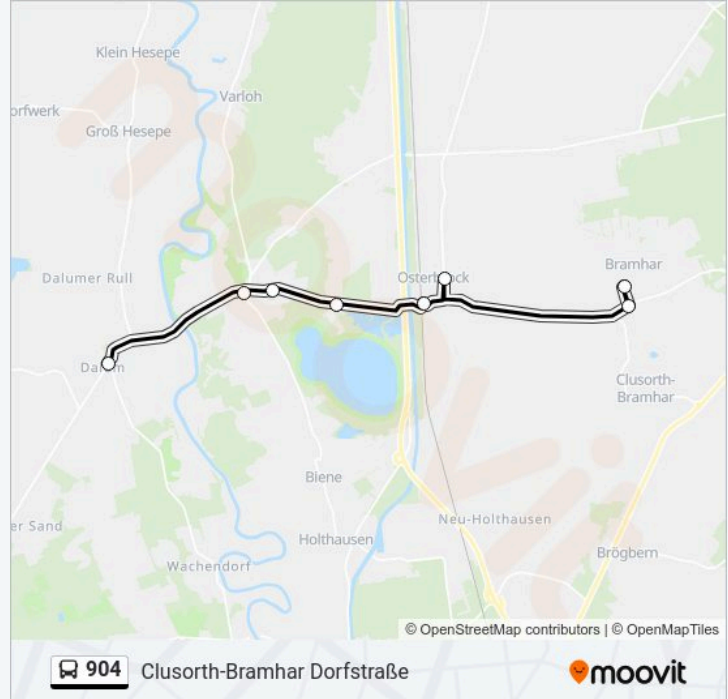 Klein Hesepe
Varloh
orfwerk
Groß Hesepe
Dalumer Rull
Bramhar
Clusorth-
Bramhar
Biene
er Sand
Neu-Holthausen
Holthausen
Brögbern
Wachendorf
© OpenStreetMap contributors | © OpenMapTiles
904 Clusorth-Bramhar Dorfstraße
moovit